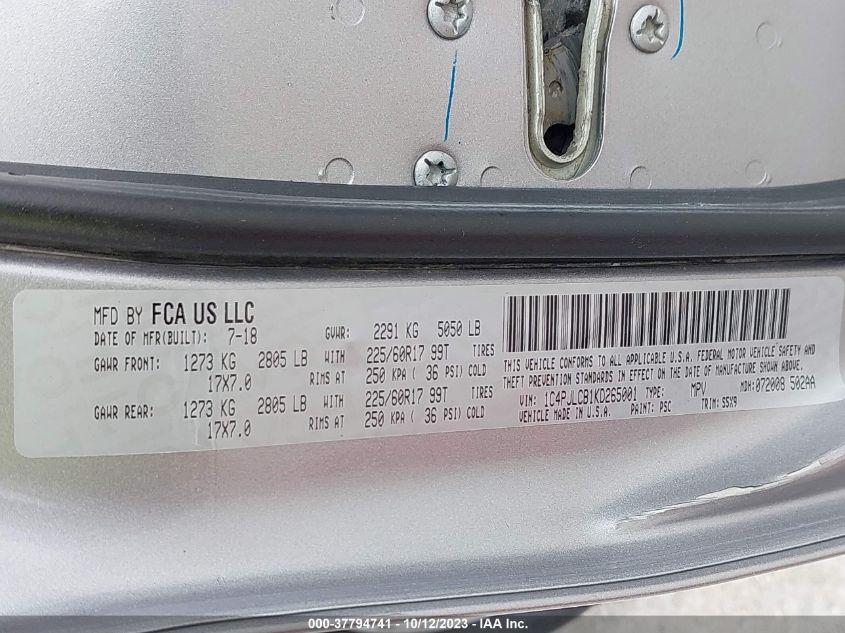 MFD BY FCA US LLC
DATE OF MFR(BUILT): 7-18 GVWR: 2291 KG 5050 LB
GAWR FRONT: 1273 KG 2805 LB WITH 225/60R17 99T TIRES
17X7.0 RIMS AT 250 KPA ( 36 PSI) COLD
GAWR REAR: 1273 KG 2805 LB WITH 225/60R17 99T TIRES
17X7.0 RIMS AT 250 KPA ( 36 PSI) COLD
THIS VEHICLE CONFORMS TO ALL APPLICABLE U.S.A. FEDERAL MOTOR VEHICLE SAFETY AND
THEFT PREVENTION STANDARDS IN EFFECT ON THE DATE OF MANUFACTURE SHOWN ABOVE.
VIN: 1C4PJLCB1KD265001 TYPE: MPV MDH:072008 502AA
VEHICLE MADE IN U.S.A. PAINT: PSC TRIM: S5X9
000-37794741 - 10/12/2023 - IAA Inc.